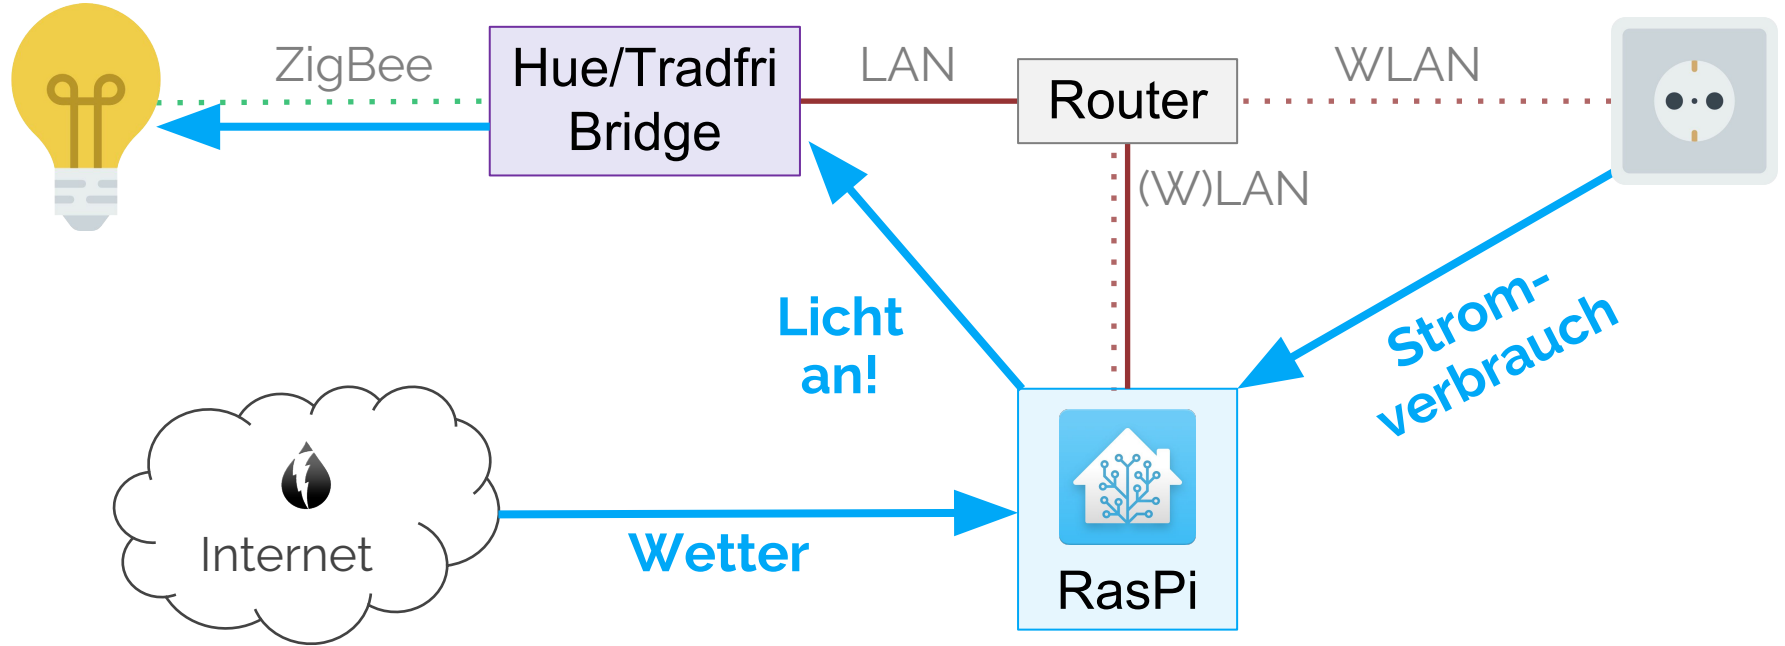 ZigBee
Hue/Tradfri
Bridge
LAN
Router
WLAN
(W)LAN
Licht
an!
Strom-
verbrauch
Internet
Wetter
RasPi